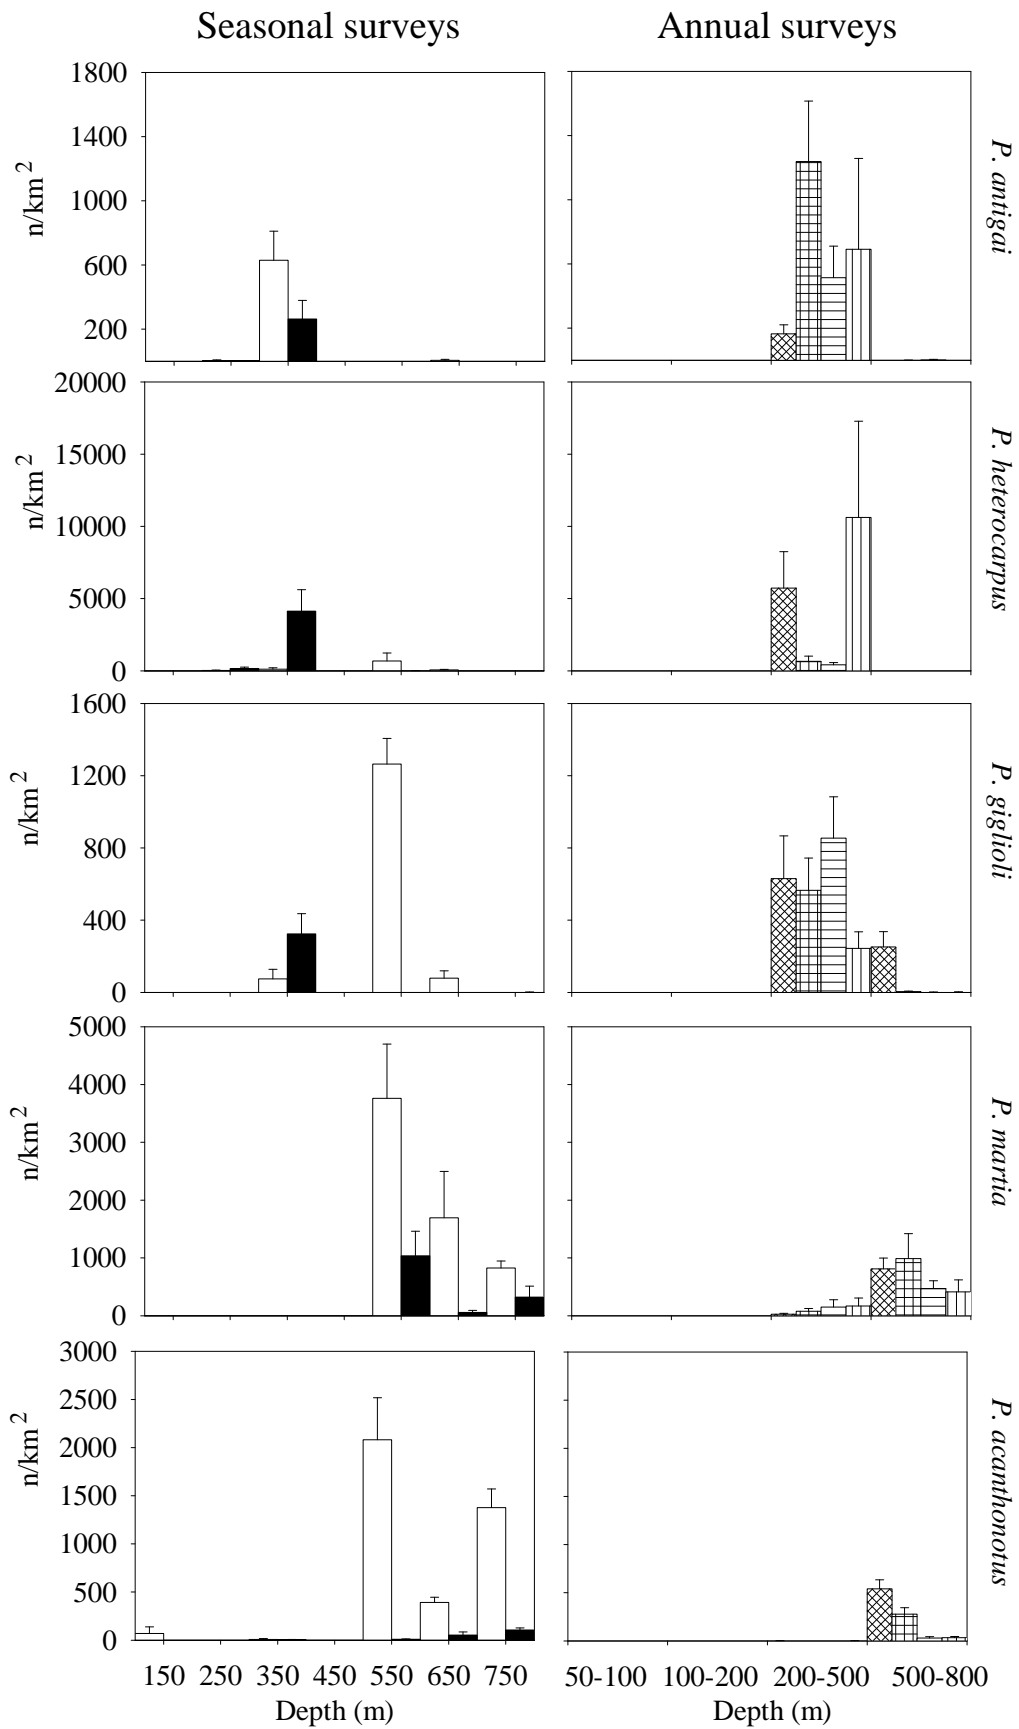 Seasonal surveys Annual surveys
1800
1400
1000
600
200
n/km2
P. antigai
20000
15000
10000
5000
0
n/km2
P. heterocarpus
1600
1200
800
400
0
n/km2
P. giglioli
5000
4000
3000
2000
1000
0
n/km2
P. martia
3000
2500
2000
1500
1000
500
0
n/km2
P. acanthonotus
150 250 350 450 550 650 750 50-100 100-200 200-500 500-800
Depth (m) Depth (m)